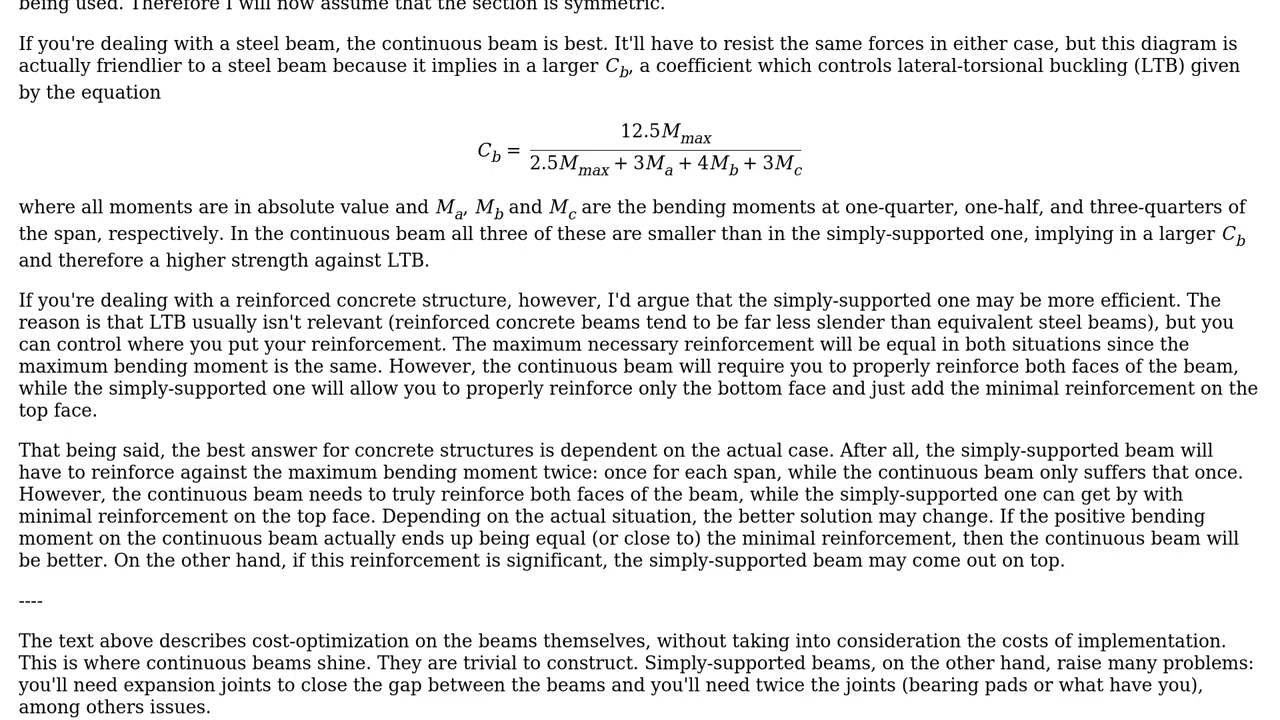 being used. Therefore I will now assume that the section is symmetric.
If you're dealing with a steel beam, the continuous beam is best. It'll have to resist the same forces in either case, but this diagram is
actually friendlier to a steel beam because it implies in a larger C_b, a coefficient which controls lateral-torsional buckling (LTB) given
by the equation
C_b = 12.5M_max / (2.5M_max + 3M_a + 4M_b + 3M_c)
where all moments are in absolute value and M_a, M_b and M_c are the bending moments at one-quarter, one-half, and three-quarters of
the span, respectively. In the continuous beam all three of these are smaller than in the simply-supported one, implying in a larger C_b
and therefore a higher strength against LTB.
If you're dealing with a reinforced concrete structure, however, I'd argue that the simply-supported one may be more efficient. The
reason is that LTB usually isn't relevant (reinforced concrete beams tend to be far less slender than equivalent steel beams), but you
can control where you put your reinforcement. The maximum necessary reinforcement will be equal in both situations since the
maximum bending moment is the same. However, the continuous beam will require you to properly reinforce both faces of the beam,
while the simply-supported one will allow you to properly reinforce only the bottom face and just add the minimal reinforcement on the
top face.
That being said, the best answer for concrete structures is dependent on the actual case. After all, the simply-supported beam will
have to reinforce against the maximum bending moment twice: once for each span, while the continuous beam only suffers that once.
However, the continuous beam needs to truly reinforce both faces of the beam, while the simply-supported one can get by with
minimal reinforcement on the top face. Depending on the actual situation, the better solution may change. If the positive bending
moment on the continuous beam actually ends up being equal (or close to) the minimal reinforcement, then the continuous beam will
be better. On the other hand, if this reinforcement is significant, the simply-supported beam may come out on top.
----
The text above describes cost-optimization on the beams themselves, without taking into consideration the costs of implementation.
This is where continuous beams shine. They are trivial to construct. Simply-supported beams, on the other hand, raise many problems:
you'll need expansion joints to close the gap between the beams and you'll need twice the joints (bearing pads or what have you),
among others issues.